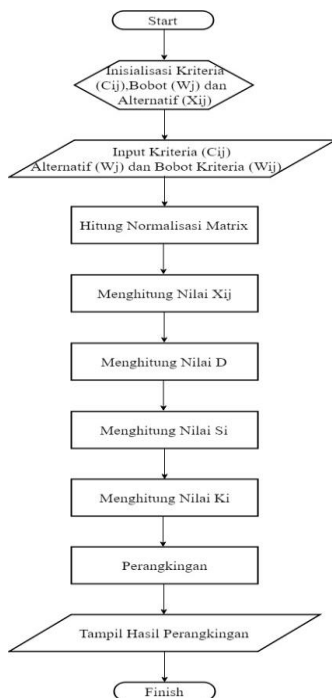 Start
Inisialisasi Kriteria
(Cij),Bobot (Wj) dan
Alternatif (Xij)
Input Kriteria (Cij)
Alternatif (Wj) dan Bobot Kriteria (Wij)
Hitung Normalisasi Matrix
Menghitung Nilai Xij
Menghitung Nilai D
Menghitung Nilai Si
Menghitung Nilai Ki
Perangkingan
Tampil Hasil Perangkingan
Finish